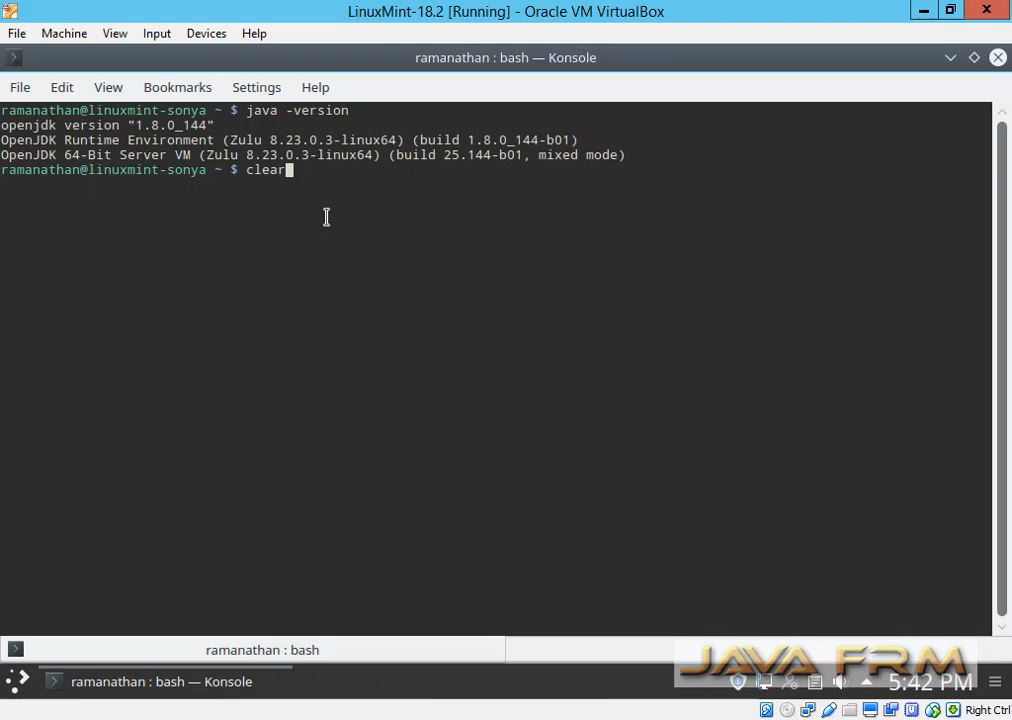 LinuxMint-18.2 [Running] - Oracle VM VirtualBox
File Machine View Input Devices Help
ramanathan : bash — Konsole
File Edit View Bookmarks Settings Help
ramanathan@linuxmint-sonya ~ $ java -version
openjdk version "1.8.0_144"
OpenJDK Runtime Environment (Zulu 8.23.0.3-linux64) (build 1.8.0_144-b01)
OpenJDK 64-Bit Server VM (Zulu 8.23.0.3-linux64) (build 25.144-b01, mixed mode)
ramanathan@linuxmint-sonya ~ $ clear
ramanathan : bash
JAVA FRM
ramanathan : bash — Konsole
5:42 PM
Right Ctrl